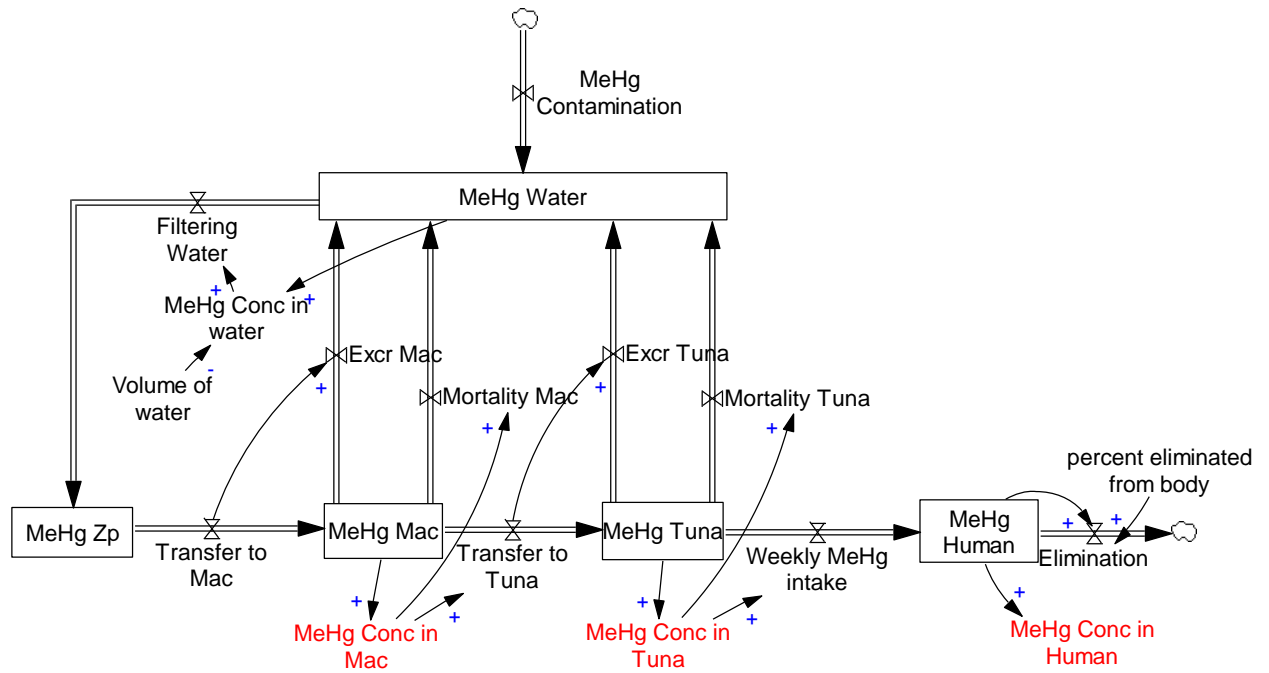 MeHg
Contamination
MeHg Water
Filtering
Water
+
MeHg Conc in
+
water
-
Volume of
water
Excr Mac
+
Mortality Mac
+
Excr Tuna
+
Mortality Tuna
+
percent eliminated
from body
MeHg Zp
Transfer to
Mac
MeHg Mac
Transfer to
Tuna
MeHg Tuna
Weekly MeHg
intake
MeHg
Human
+
+
Elimination
+
+
MeHg Conc in
Mac
+
+
MeHg Conc in
Tuna
+
MeHg Conc in
Human